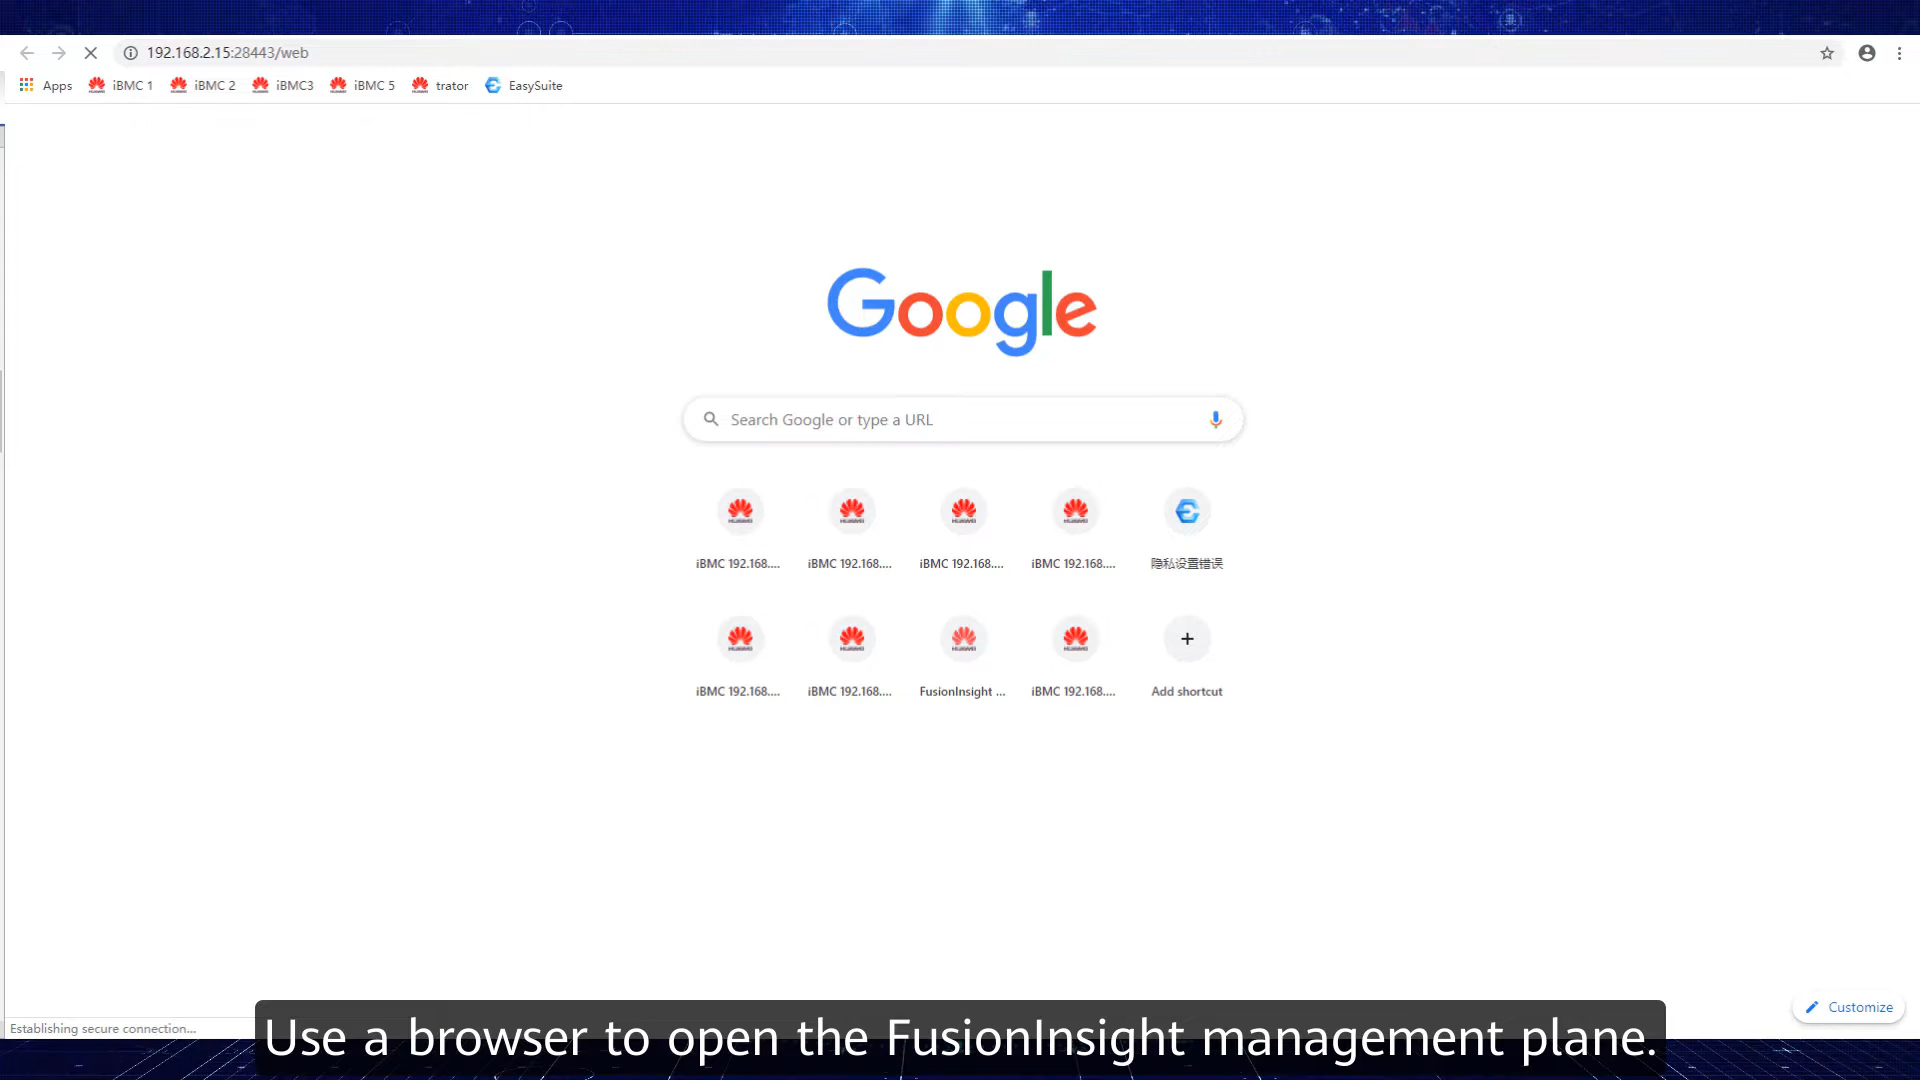 192.168.2.15:28443/web
Apps iBMC 1 iBMC 2 iBMC3 iBMC 5 trator EasySuite
Google
Search Google or type a URL
iBMC 192.168.... iBMC 192.168.... iBMC 192.168.... iBMC 192.168.... 隐私设置错误
iBMC 192.168.... iBMC 192.168.... FusionInsight ... iBMC 192.168.... Add shortcut
Customize
Establishing secure connection...
Use a browser to open the FusionInsight management plane.